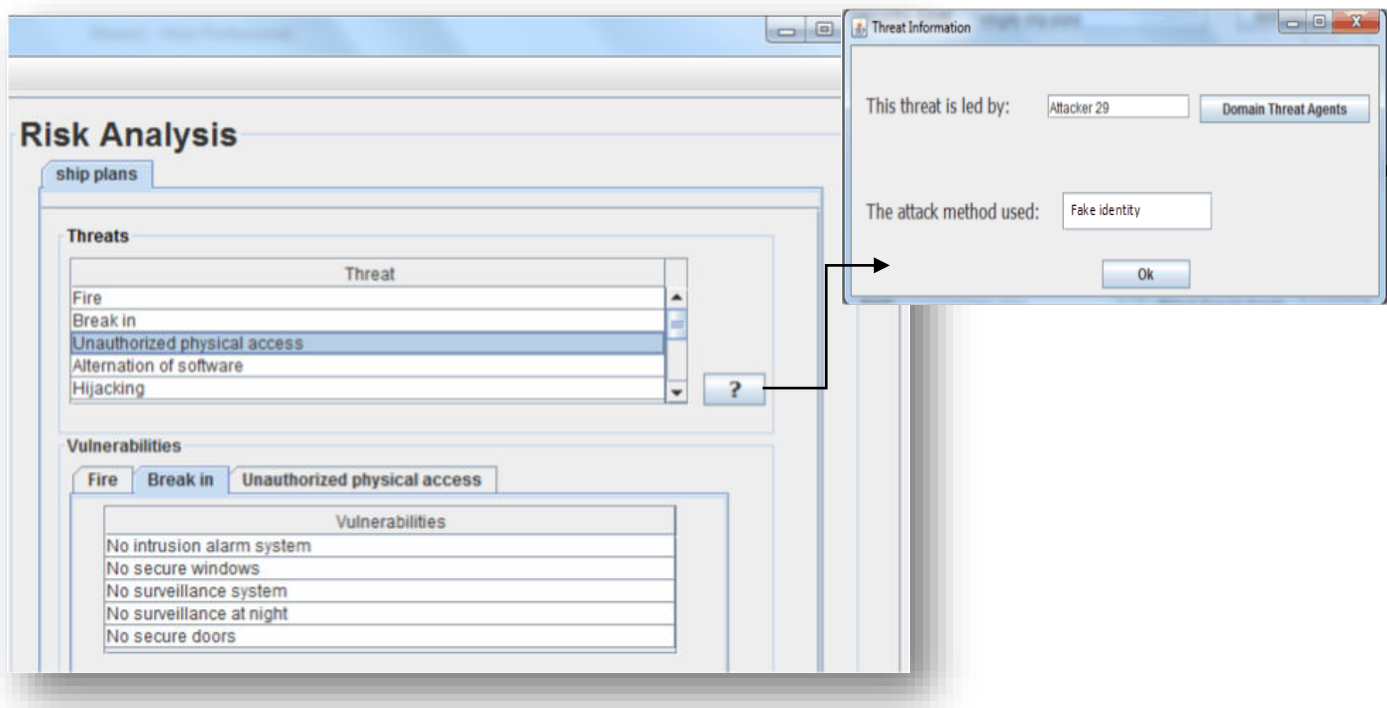 Risk Analysis
ship plans
Threats
Threat
Fire
Break in
Unauthorized physical access
Alternation of software
Hijacking
?
Vulnerabilities
Fire Break in Unauthorized physical access
Vulnerabilities
No intrusion alarm system
No secure windows
No surveillance system
No surveillance at night
No secure doors
Threat Information
This threat is led by: Attacker 29 Domain Threat Agents
The attack method used: Fake identity
Ok